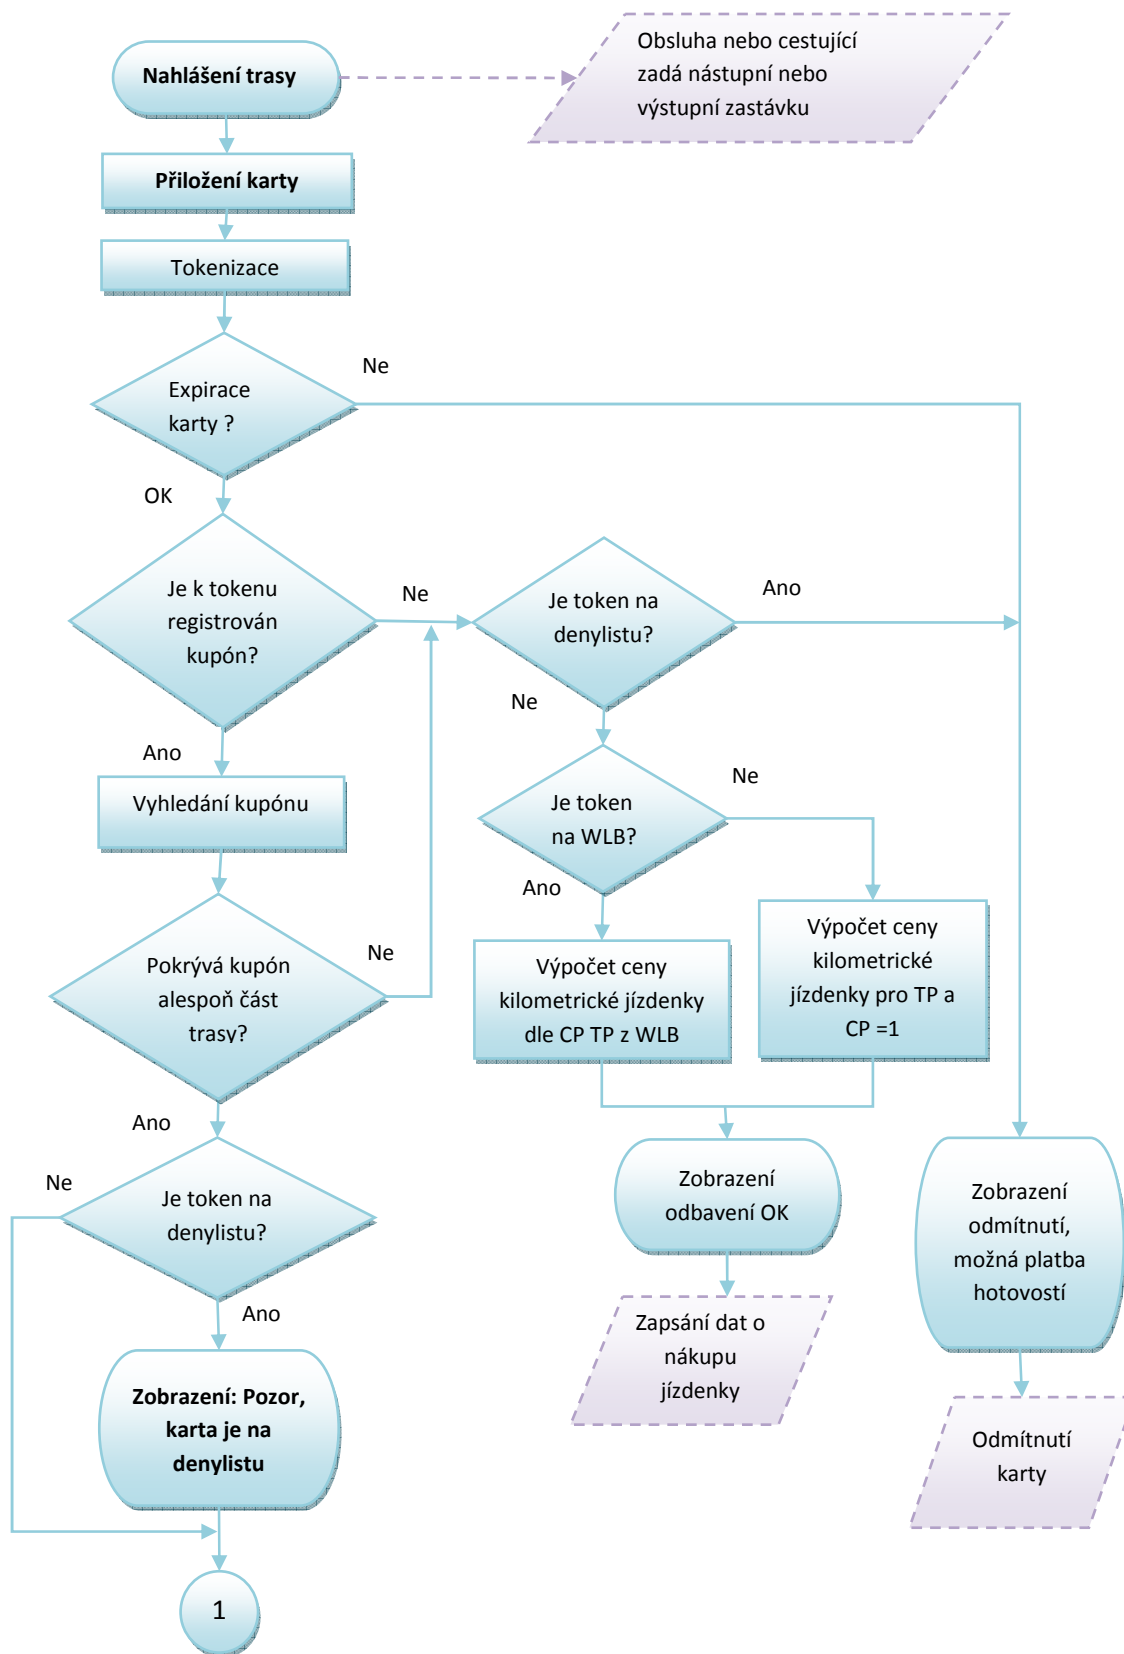 Nahlášení trasy
Obsluha nebo cestující
zadá nástupní nebo
výstupní zastávku
Přiložení karty
Tokenizace
Ne
Expirace
karty ?
OK
Je k tokenu
registrován
kupón?
Ne
Je token na
denylistu?
Ano
Ne
Ano
Vyhledání kupónu
Je token
na WLB?
Ne
Ano
Pokrývá kupón
alespoň část
trasy?
Ne
Výpočet ceny
kilometrické jízdenky
dle CP TP z WLB
Výpočet ceny
kilometrické
jízdenky pro TP a
CP =1
Ano
Ne
Je token na
denylistu?
Zobrazení
odbavení OK
Zobrazení
odmítnutí,
možná platba
hotovostí
Ano
Zapsání dat o
nákupu
jízdenky
Zobrazení: Pozor,
karta je na
denylistu
Odmítnutí
karty
1